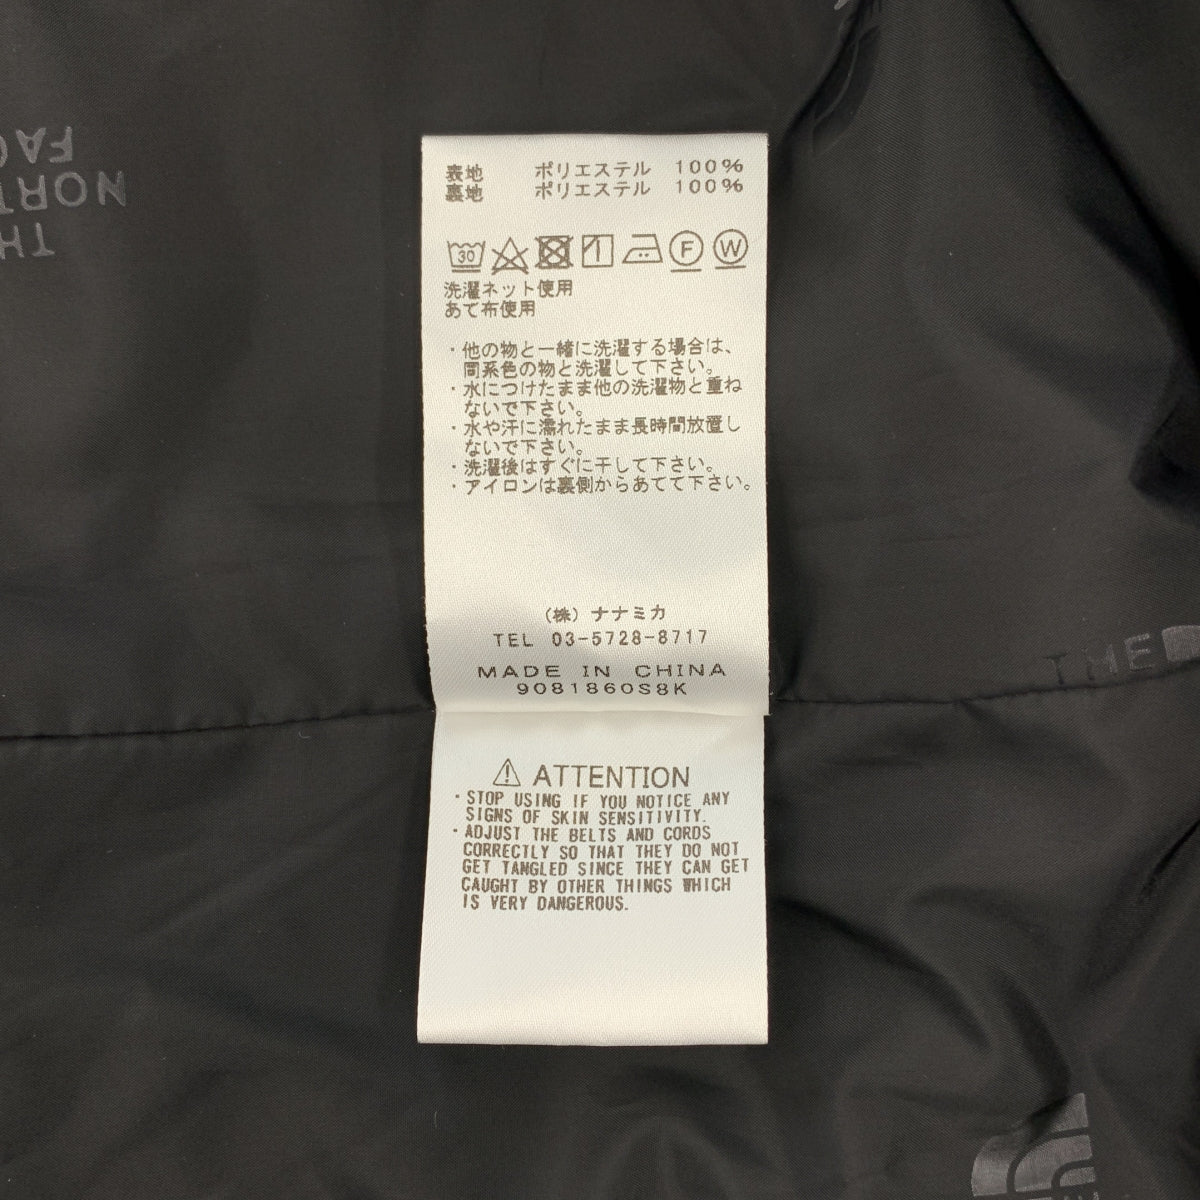 表地 ポリエステル 100%
裏地 ポリエステル 100%
30 F W
洗濯ネット使用
あて布使用
・他の物と一緒に洗濯する場合は、
同系色の物と洗濯して下さい。
・水につけたまま他の洗濯物と重ね
ないで下さい。
・水や汗に濡れたまま長時間放置し
ないで下さい。
・洗濯後はすぐに干して下さい。
・アイロンは裏側からあてて下さい。
(株) ナナミカ
TEL 03-5728-8717
MADE IN CHINA
9081860S8K
⚠ ATTENTION
・STOP USING IF YOU NOTICE ANY
SIGNS OF SKIN SENSITIVITY.
・ADJUST THE BELTS AND CORDS
CORRECTLY SO THAT THEY DO NOT
GET TANGLED SINCE THEY CAN GET
CAUGHT BY OTHER THINGS WHICH
IS VERY DANGEROUS.
THE
NORT
FAC
THE